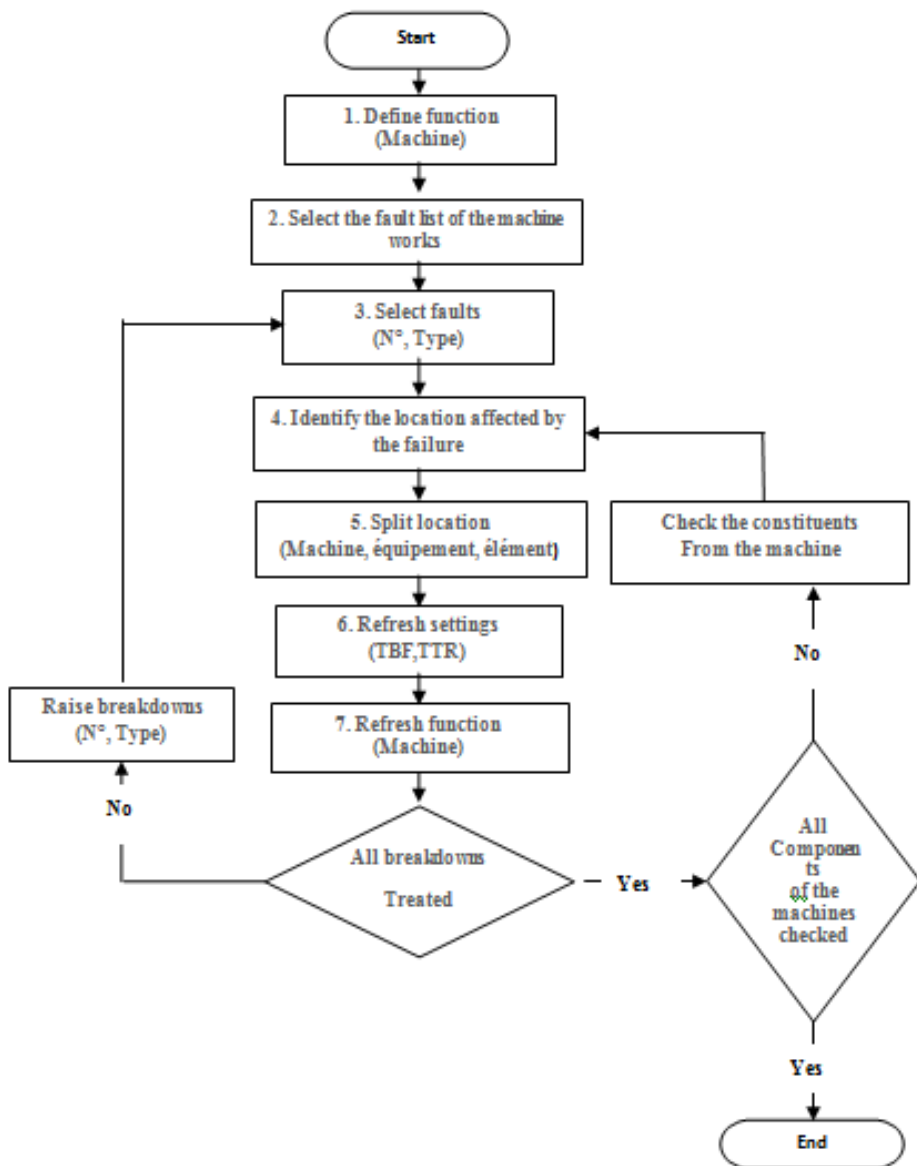 Start
1. Define function
(Machine)
2. Select the fault list of the machine
works
3. Select faults
(N°, Type)
4. Identify the location affected by
the failure
5. Split location
(Machine, équipement, élément)
Check the constituents
From the machine
6. Refresh settings
(TBF,TTR)
No
Raise breakdowns
(N°, Type)
7. Refresh function
(Machine)
No
All breakdowns
Treated
Yes
All
Componen
ts
of the
machines
checked
Yes
End